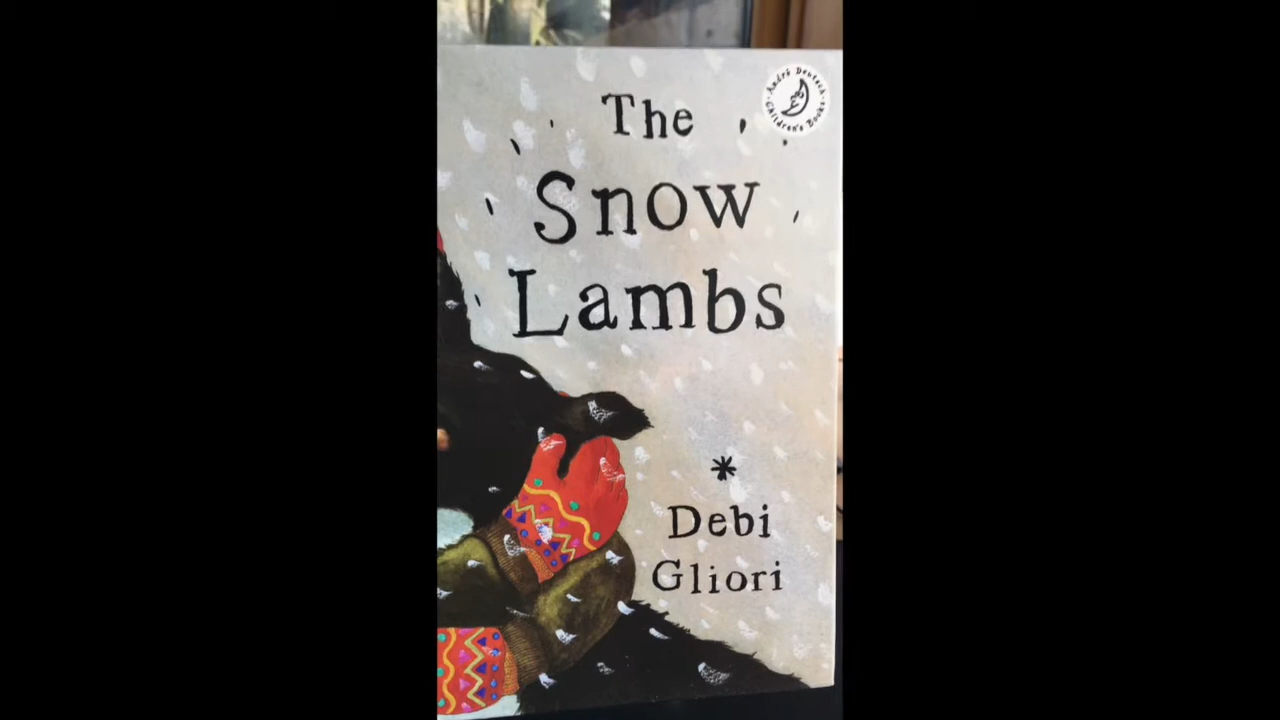 The
Snow
Lambs
André Deutsch
Children's Books
*
Debi
Gliori